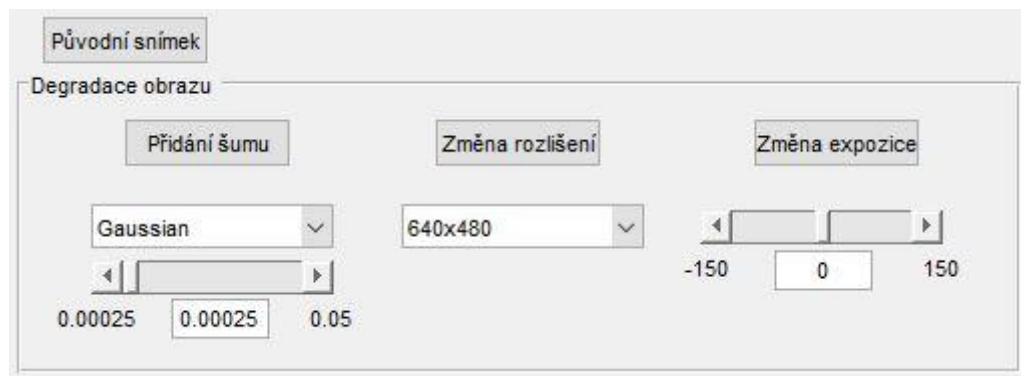 Původní snímek
Degradace obrazu
Přidání šumu Změna rozlišení Změna expozice
Gaussian 640x480
-150 0 150
0.00025 0.00025 0.05